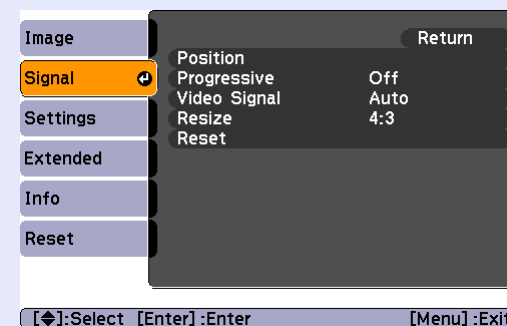 Image
Signal
Settings
Extended
Info
Reset
Return
Position
Progressive Off
Video Signal Auto
Resize 4:3
Reset
[◆]:Select [Enter] :Enter [Menu] :Exit